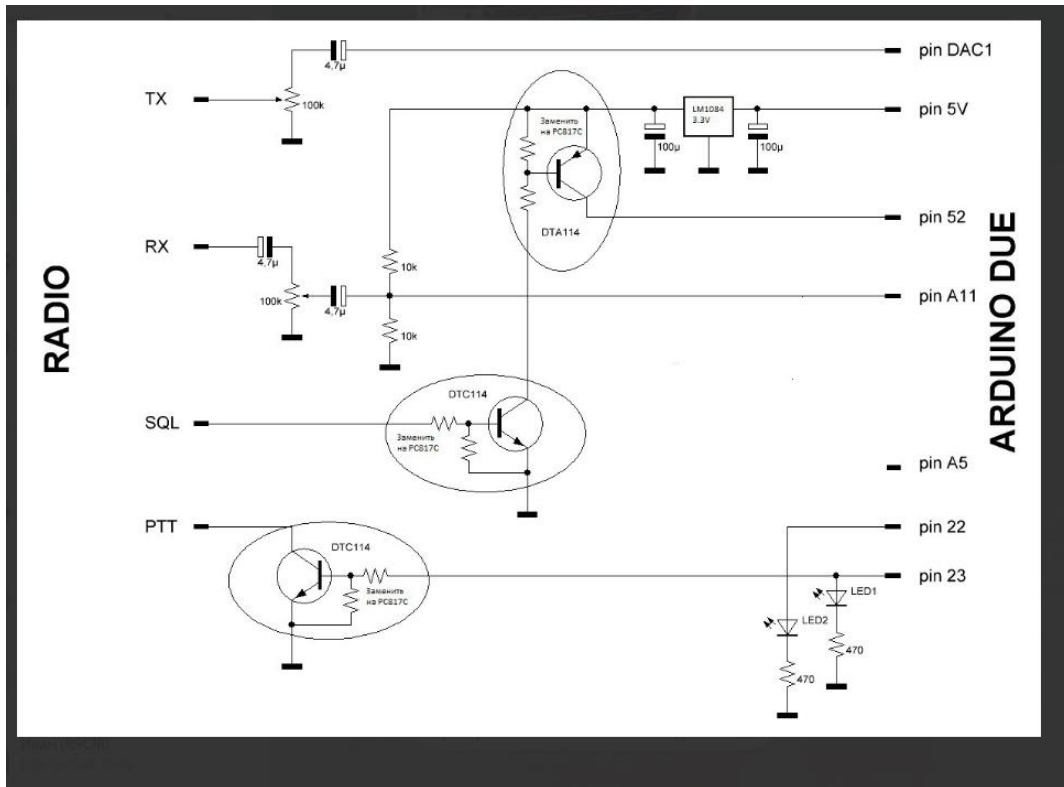 pin DAC1
4,7µ
TX
100k
pin 5V
LM1084
3.3V
Заменить
на PC817C
100µ
100µ
DTA114
pin 52
RX
4,7µ
10k
100k
4,7µ
pin A11
10k
RADIO
ARDUINO DUE
DTC114
SQL
Заменить
на PC817C
pin A5
PTT
pin 22
DTC114
pin 23
Заменить
на PC817C
LED1
LED2
470
470